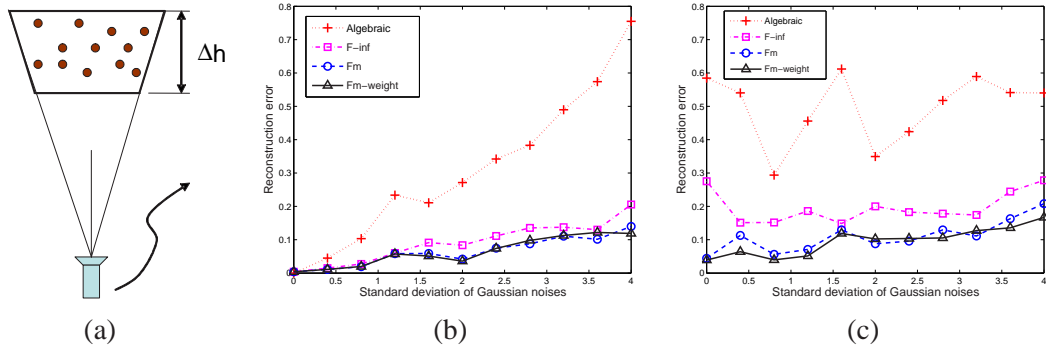 Δh
(a)
Reconstruction error
0.8
0.7
0.6
0.5
0.4
0.3
0.2
0.1
0
Algebraic
F-inf
Fm
Fm-weight
0 0.5 1 1.5 2 2.5 3 3.5 4
Standard deviation of Gaussian noises
(b)
Reconstruction error
0.8
0.7
0.6
0.5
0.4
0.3
0.2
0.1
0
Algebraic
F-inf
Fm
Fm-weight
0 0.5 1 1.5 2 2.5 3 3.5 4
Standard deviation of Gaussian noises
(c)